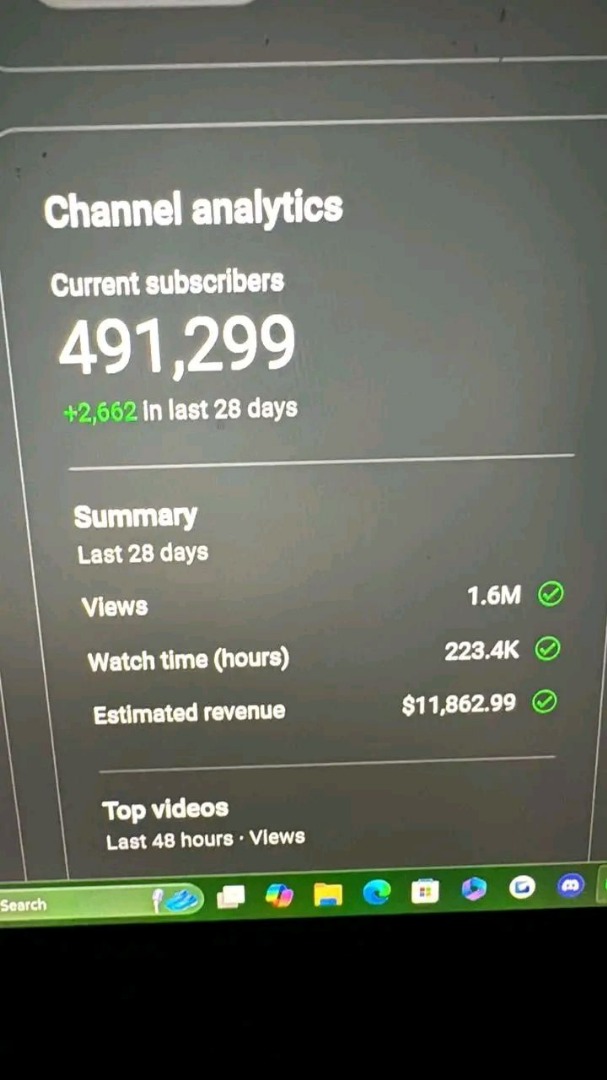 Channel analytics
Current subscribers
491,299
+2,662 in last 28 days
Summary
Last 28 days
Views 1.6M
Watch time (hours) 223.4K
Estimated revenue $11,862.99
Top videos
Last 48 hours · Views
Search